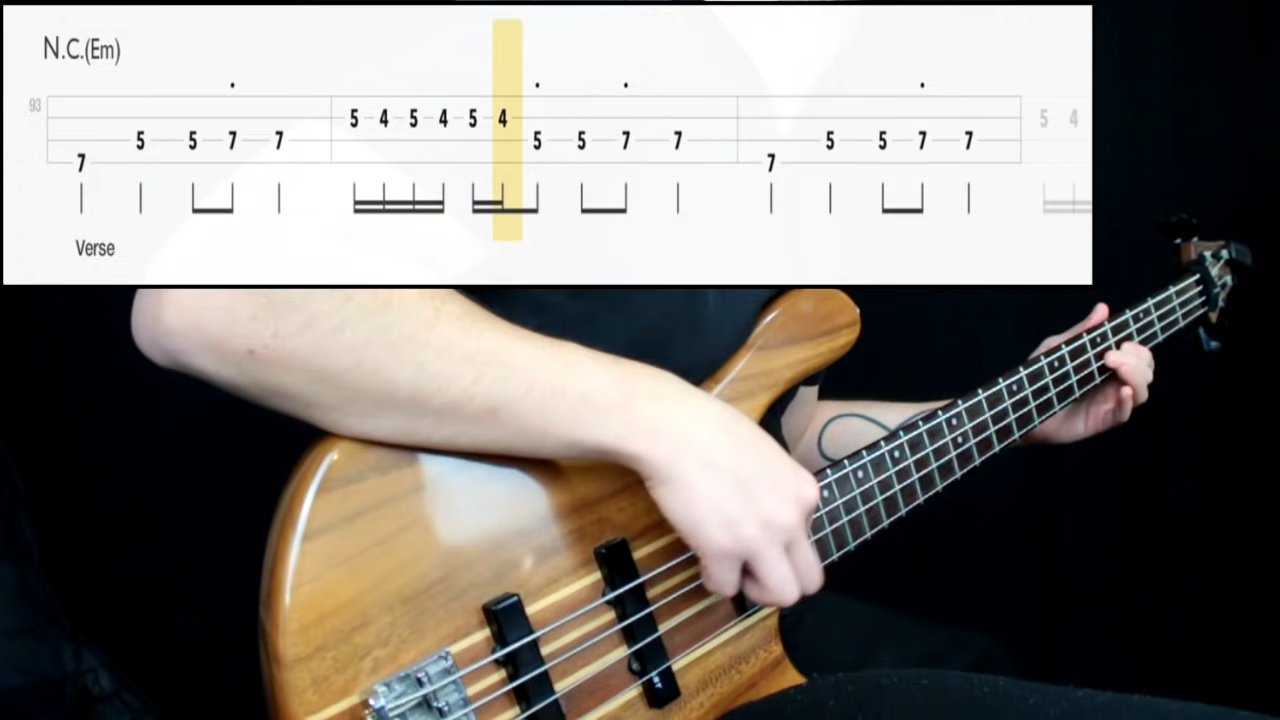 N.C.(Em)
93
5 4 5 4 5 4 5 4
5 5 7 7 5 5 7 7 5 5 7 7
7 7
Verse